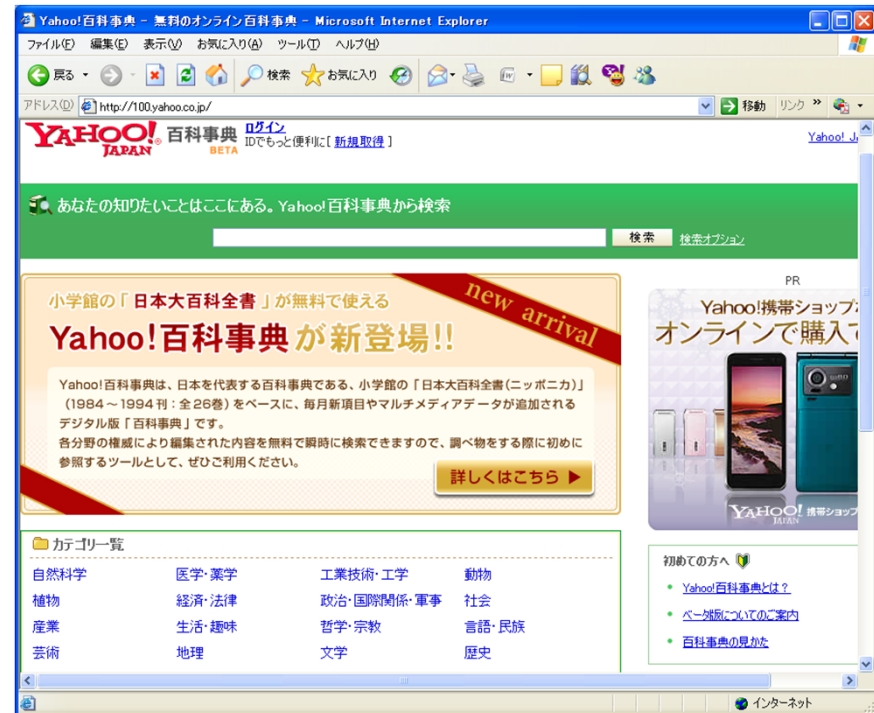 Yahoo!百科事典 - 無料のオンライン百科事典 - Microsoft Internet Explorer
ファイル(F) 編集(E) 表示(V) お気に入り(A) ツール(T) ヘルプ(H)
戻る 検索 お気に入り
アドレス(D) http://100.yahoo.co.jp/ 移動 リンク »
YAHOO! JAPAN 百科事典 BETA
ログイン
IDでもっと便利に[ 新規取得 ]
Yahoo! J
あなたの知りたいことはここにある。Yahoo!百科事典から検索
検索 検索オプション
小学館の「日本大百科全書」が無料で使える
Yahoo!百科事典が新登場!!
new arrival
Yahoo!百科事典は、日本を代表する百科事典である、小学館の「日本大百科全書(ニッポニカ)」
(1984～1994刊:全26巻)をベースに、毎月新項目やマルチメディアデータが追加される
デジタル版「百科事典」です。
各分野の権威により編集された内容を無料で瞬時に検索できますので、調べ物をする際に初めに
参照するツールとして、ぜひご利用ください。
詳しくはこちら
PR
Yahoo!携帯ショップ
オンラインで購入
YAHOO! JAPAN 携帯ショップ
カテゴリ一覧
自然科学 医学・薬学 工業技術・工学 動物
植物 経済・法律 政治・国際関係・軍事 社会
産業 生活・趣味 哲学・宗教 言語・民族
芸術 地理 文学 歴史
初めての方へ
Yahoo!百科事典とは?
ベータ版についてのご案内
百科事典の見かた
インターネット